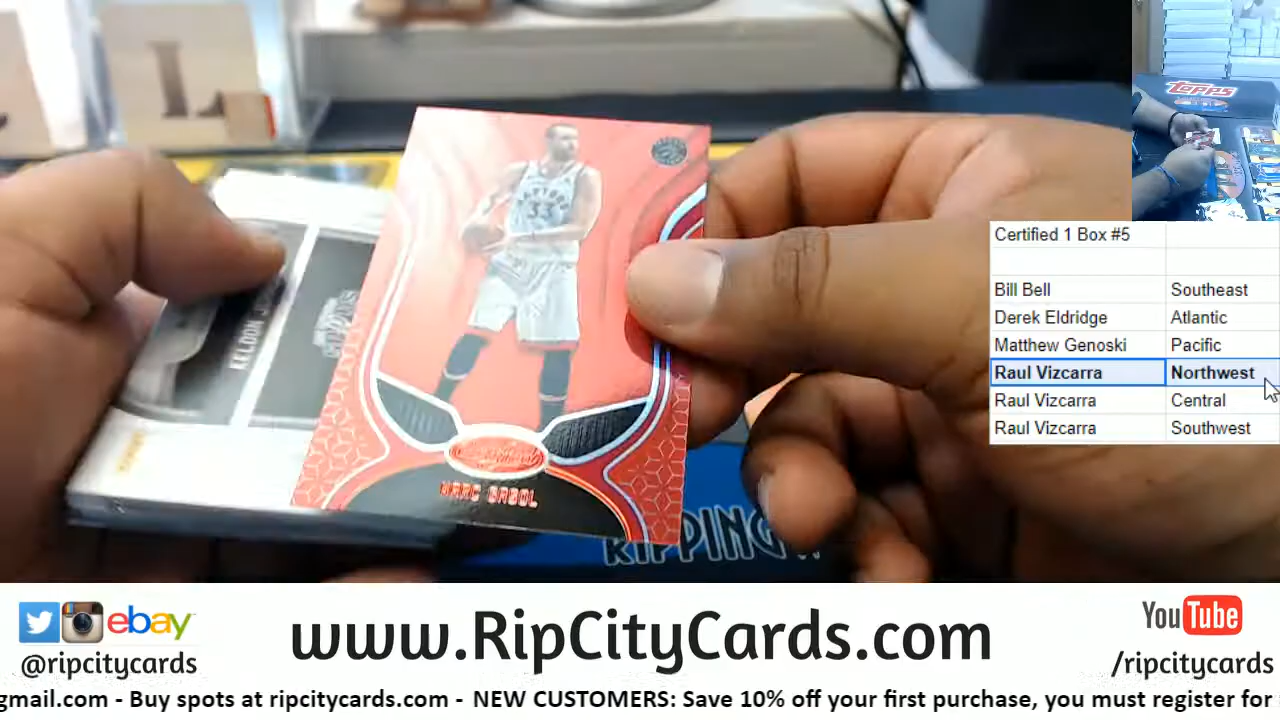 TOPPS
Certified 1 Box #5
Bill Bell Southeast
Derek Eldridge Atlantic
Matthew Genoski Pacific
Raul Vizcarra Northwest
Raul Vizcarra Central
Raul Vizcarra Southwest
L
33
KELDON
MARC GASOL
RIPPING
ebay
@ripcitycards
www.RipCityCards.com
YouTube
/ripcitycards
gmail.com - Buy spots at ripcitycards.com - NEW CUSTOMERS: Save 10% off your first purchase, you must register for